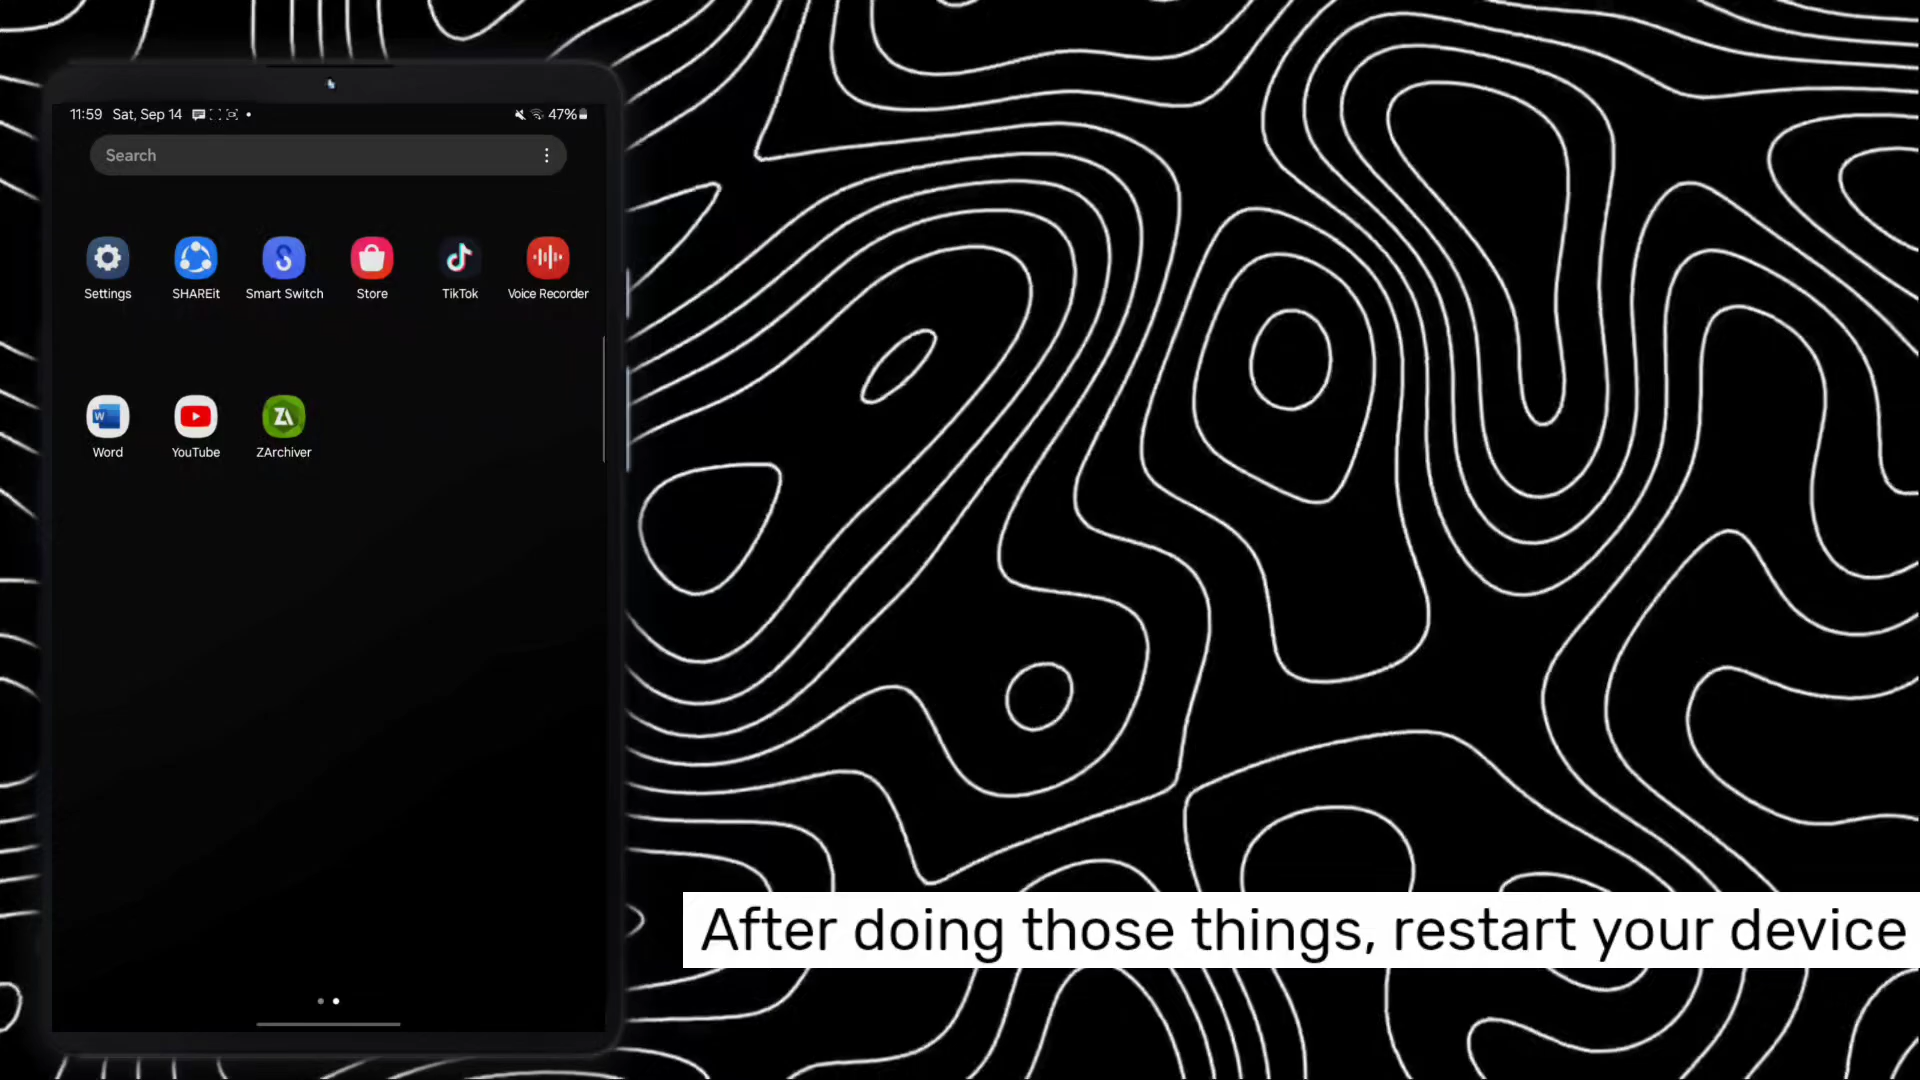 11:59 Sat, Sep 14 47%
Search
Settings SHAREit Smart Switch Store TikTok Voice Recorder
W ZA
Word YouTube ZArchiver
After doing those things, restart your device